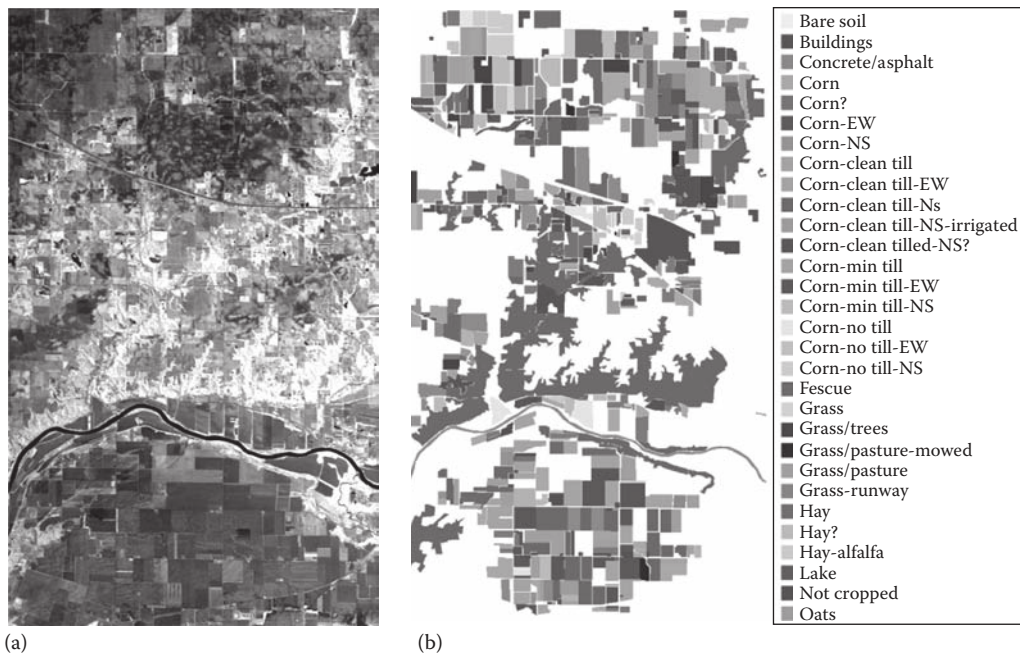 Bare soil
Buildings
Concrete/asphalt
Corn
Corn?
Corn-EW
Corn-NS
Corn-clean till
Corn-clean till-EW
Corn-clean till-Ns
Corn-clean till-NS-irrigated
Corn-clean tilled-NS?
Corn-min till
Corn-min till-EW
Corn-min till-NS
Corn-no till
Corn-no till-EW
Corn-no till-NS
Fescue
Grass
Grass/trees
Grass/pasture-mowed
Grass/pasture
Grass-runway
Hay
Hay?
Hay-alfalfa
Lake
Not cropped
Oats
(a)
(b)